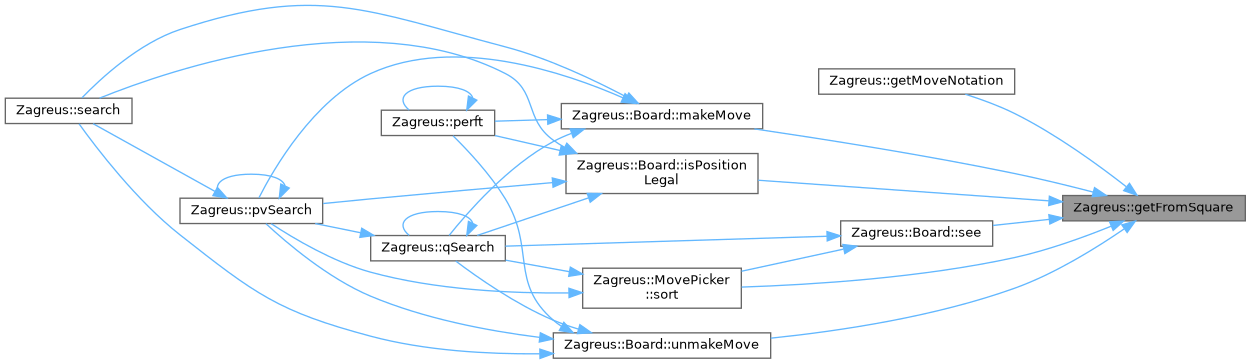 Zagreus::search
Zagreus::pvSearch
Zagreus::perft
Zagreus::qSearch
Zagreus::Board::makeMove
Zagreus::Board::isPosition
Legal
Zagreus::MovePicker
::sort
Zagreus::Board::unmakeMove
Zagreus::getMoveNotation
Zagreus::Board::see
Zagreus::getFromSquare